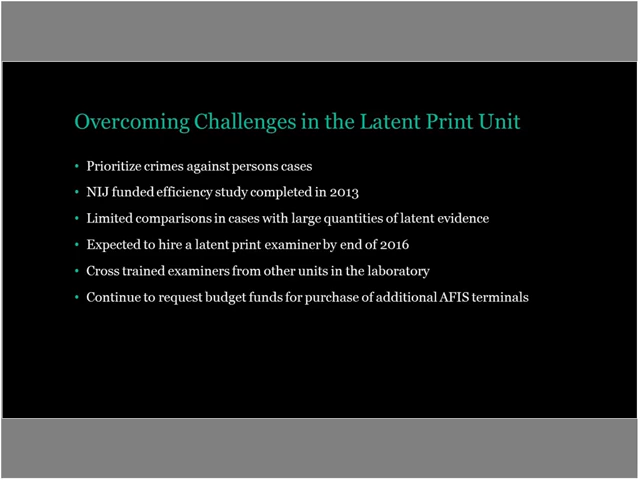 Overcoming Challenges in the Latent Print Unit
• Prioritize crimes against persons cases
• NIJ funded efficiency study completed in 2013
• Limited comparisons in cases with large quantities of latent evidence
• Expected to hire a latent print examiner by end of 2016
• Cross trained examiners from other units in the laboratory
• Continue to request budget funds for purchase of additional AFIS terminals